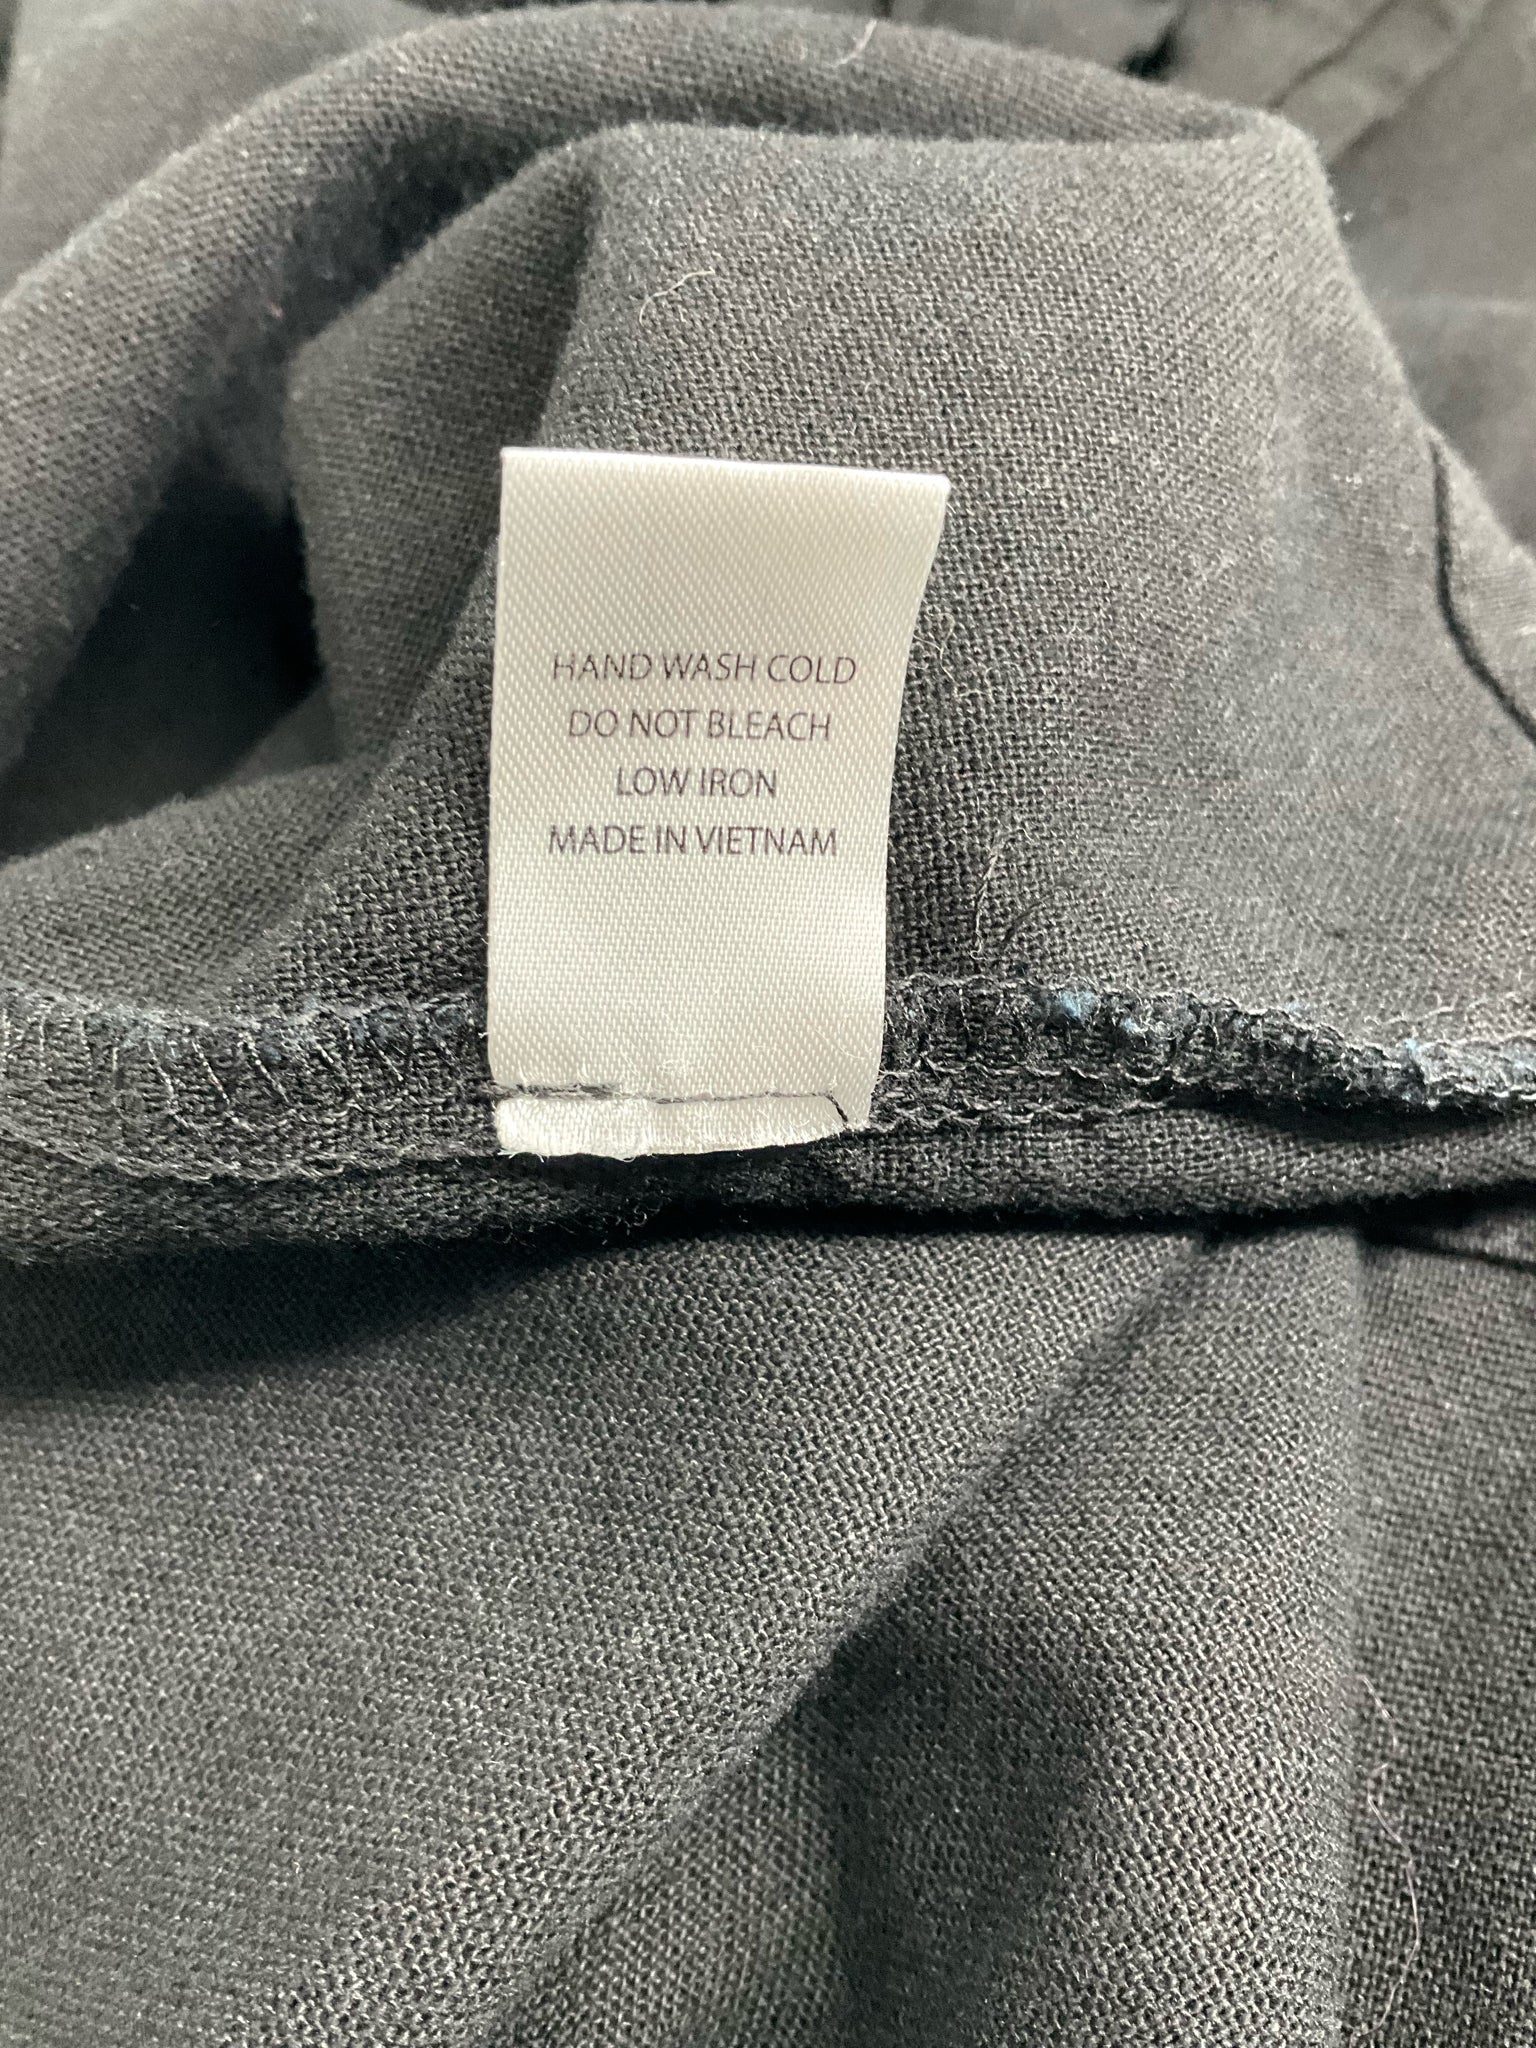 HAND WASH COLD
DO NOT BLEACH
LOW IRON
MADE IN VIETNAM